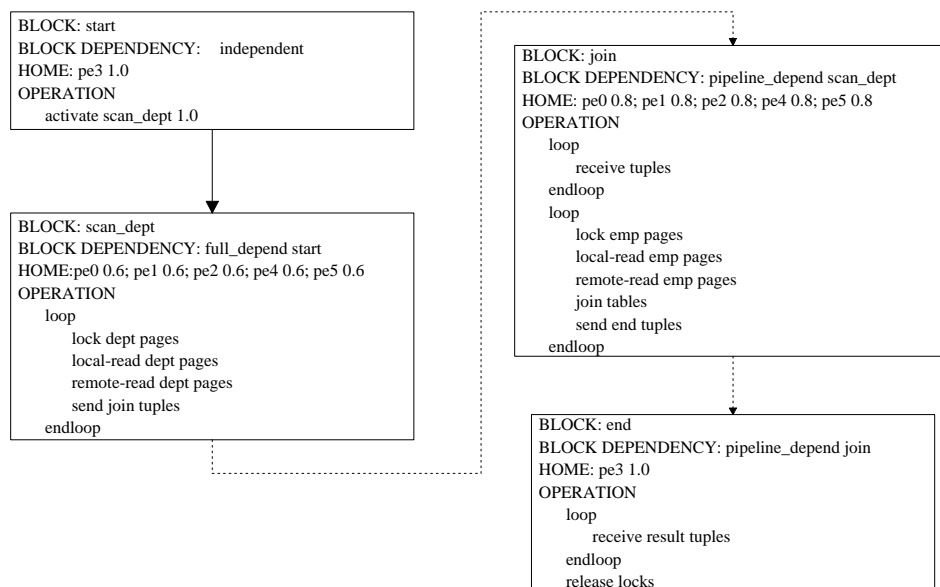 BLOCK: start
BLOCK DEPENDENCY: independent
HOME: pe3 1.0
OPERATION
activate scan_dept 1.0
BLOCK: scan_dept
BLOCK DEPENDENCY: full_depend start
HOME:pe0 0.6; pe1 0.6; pe2 0.6; pe4 0.6; pe5 0.6
OPERATION
loop
lock dept pages
local-read dept pages
remote-read dept pages
send join tuples
endloop
BLOCK: join
BLOCK DEPENDENCY: pipeline_depend scan_dept
HOME: pe0 0.8; pe1 0.8; pe2 0.8; pe4 0.8; pe5 0.8
OPERATION
loop
receive tuples
endloop
loop
lock emp pages
local-read emp pages
remote-read emp pages
join tables
send end tuples
endloop
BLOCK: end
BLOCK DEPENDENCY: pipeline_depend join
HOME: pe3 1.0
OPERATION
loop
receive result tuples
endloop
release locks